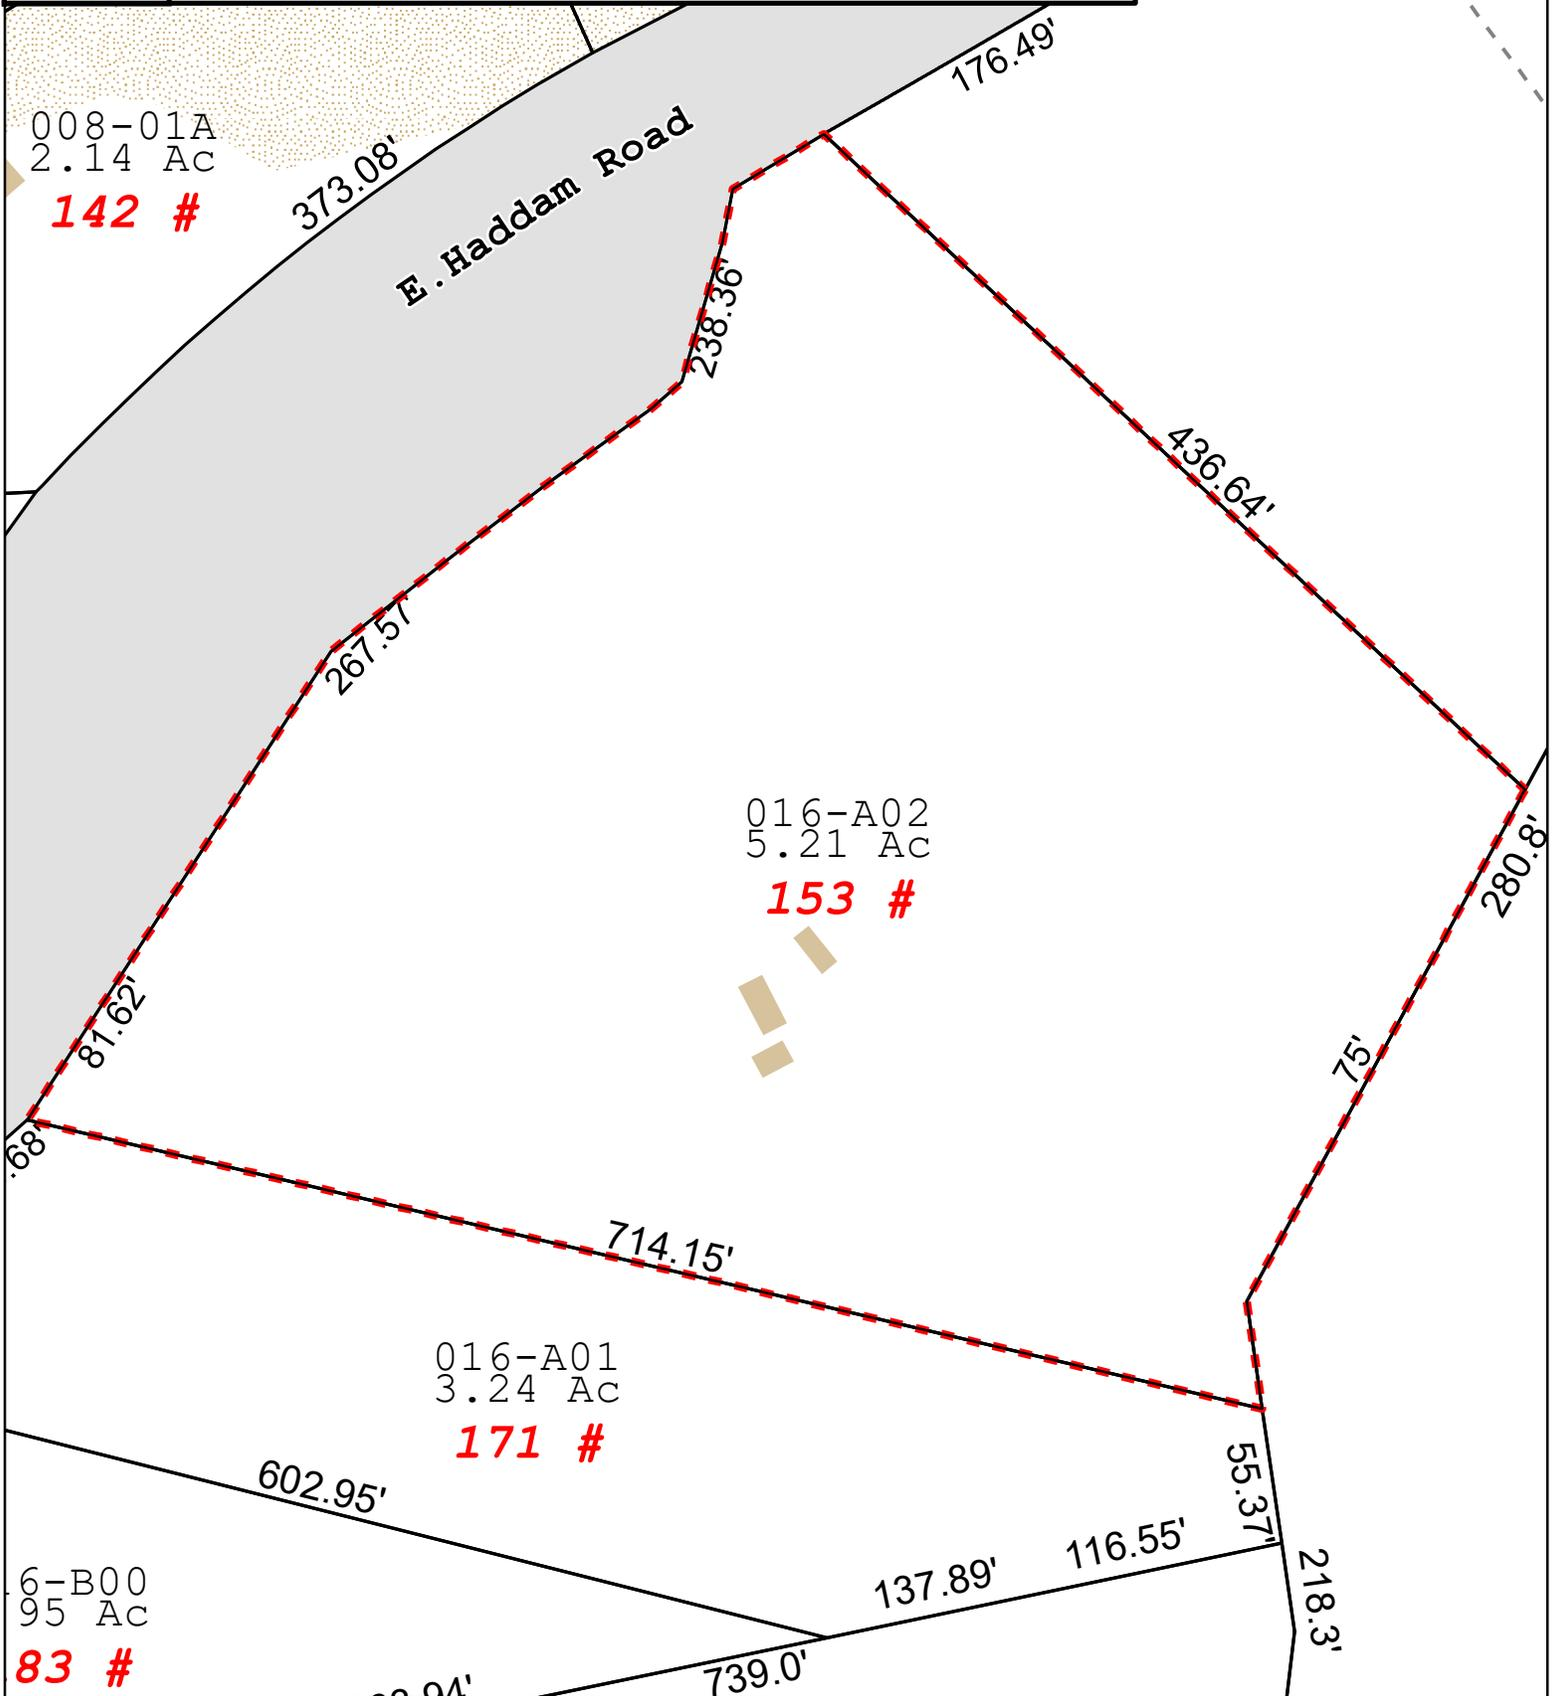 176.49'
008-01A
2.14 Ac
142 #
373.08'
E.Haddam Road
238.36'
436.64'
267.57'
016-A02
5.21 Ac
153 #
280.8'
81.62'
75'
.68'
714.15'
016-A01
3.24 Ac
171 #
602.95'
55.37'
116.55'
137.89'
218.3'
6-B00
95 Ac
83 #
739.0'